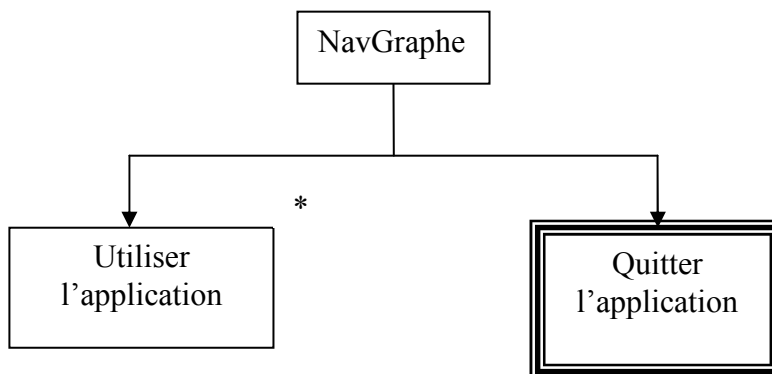 NavGraphe
*
Utiliser
l’application
Quitter
l’application